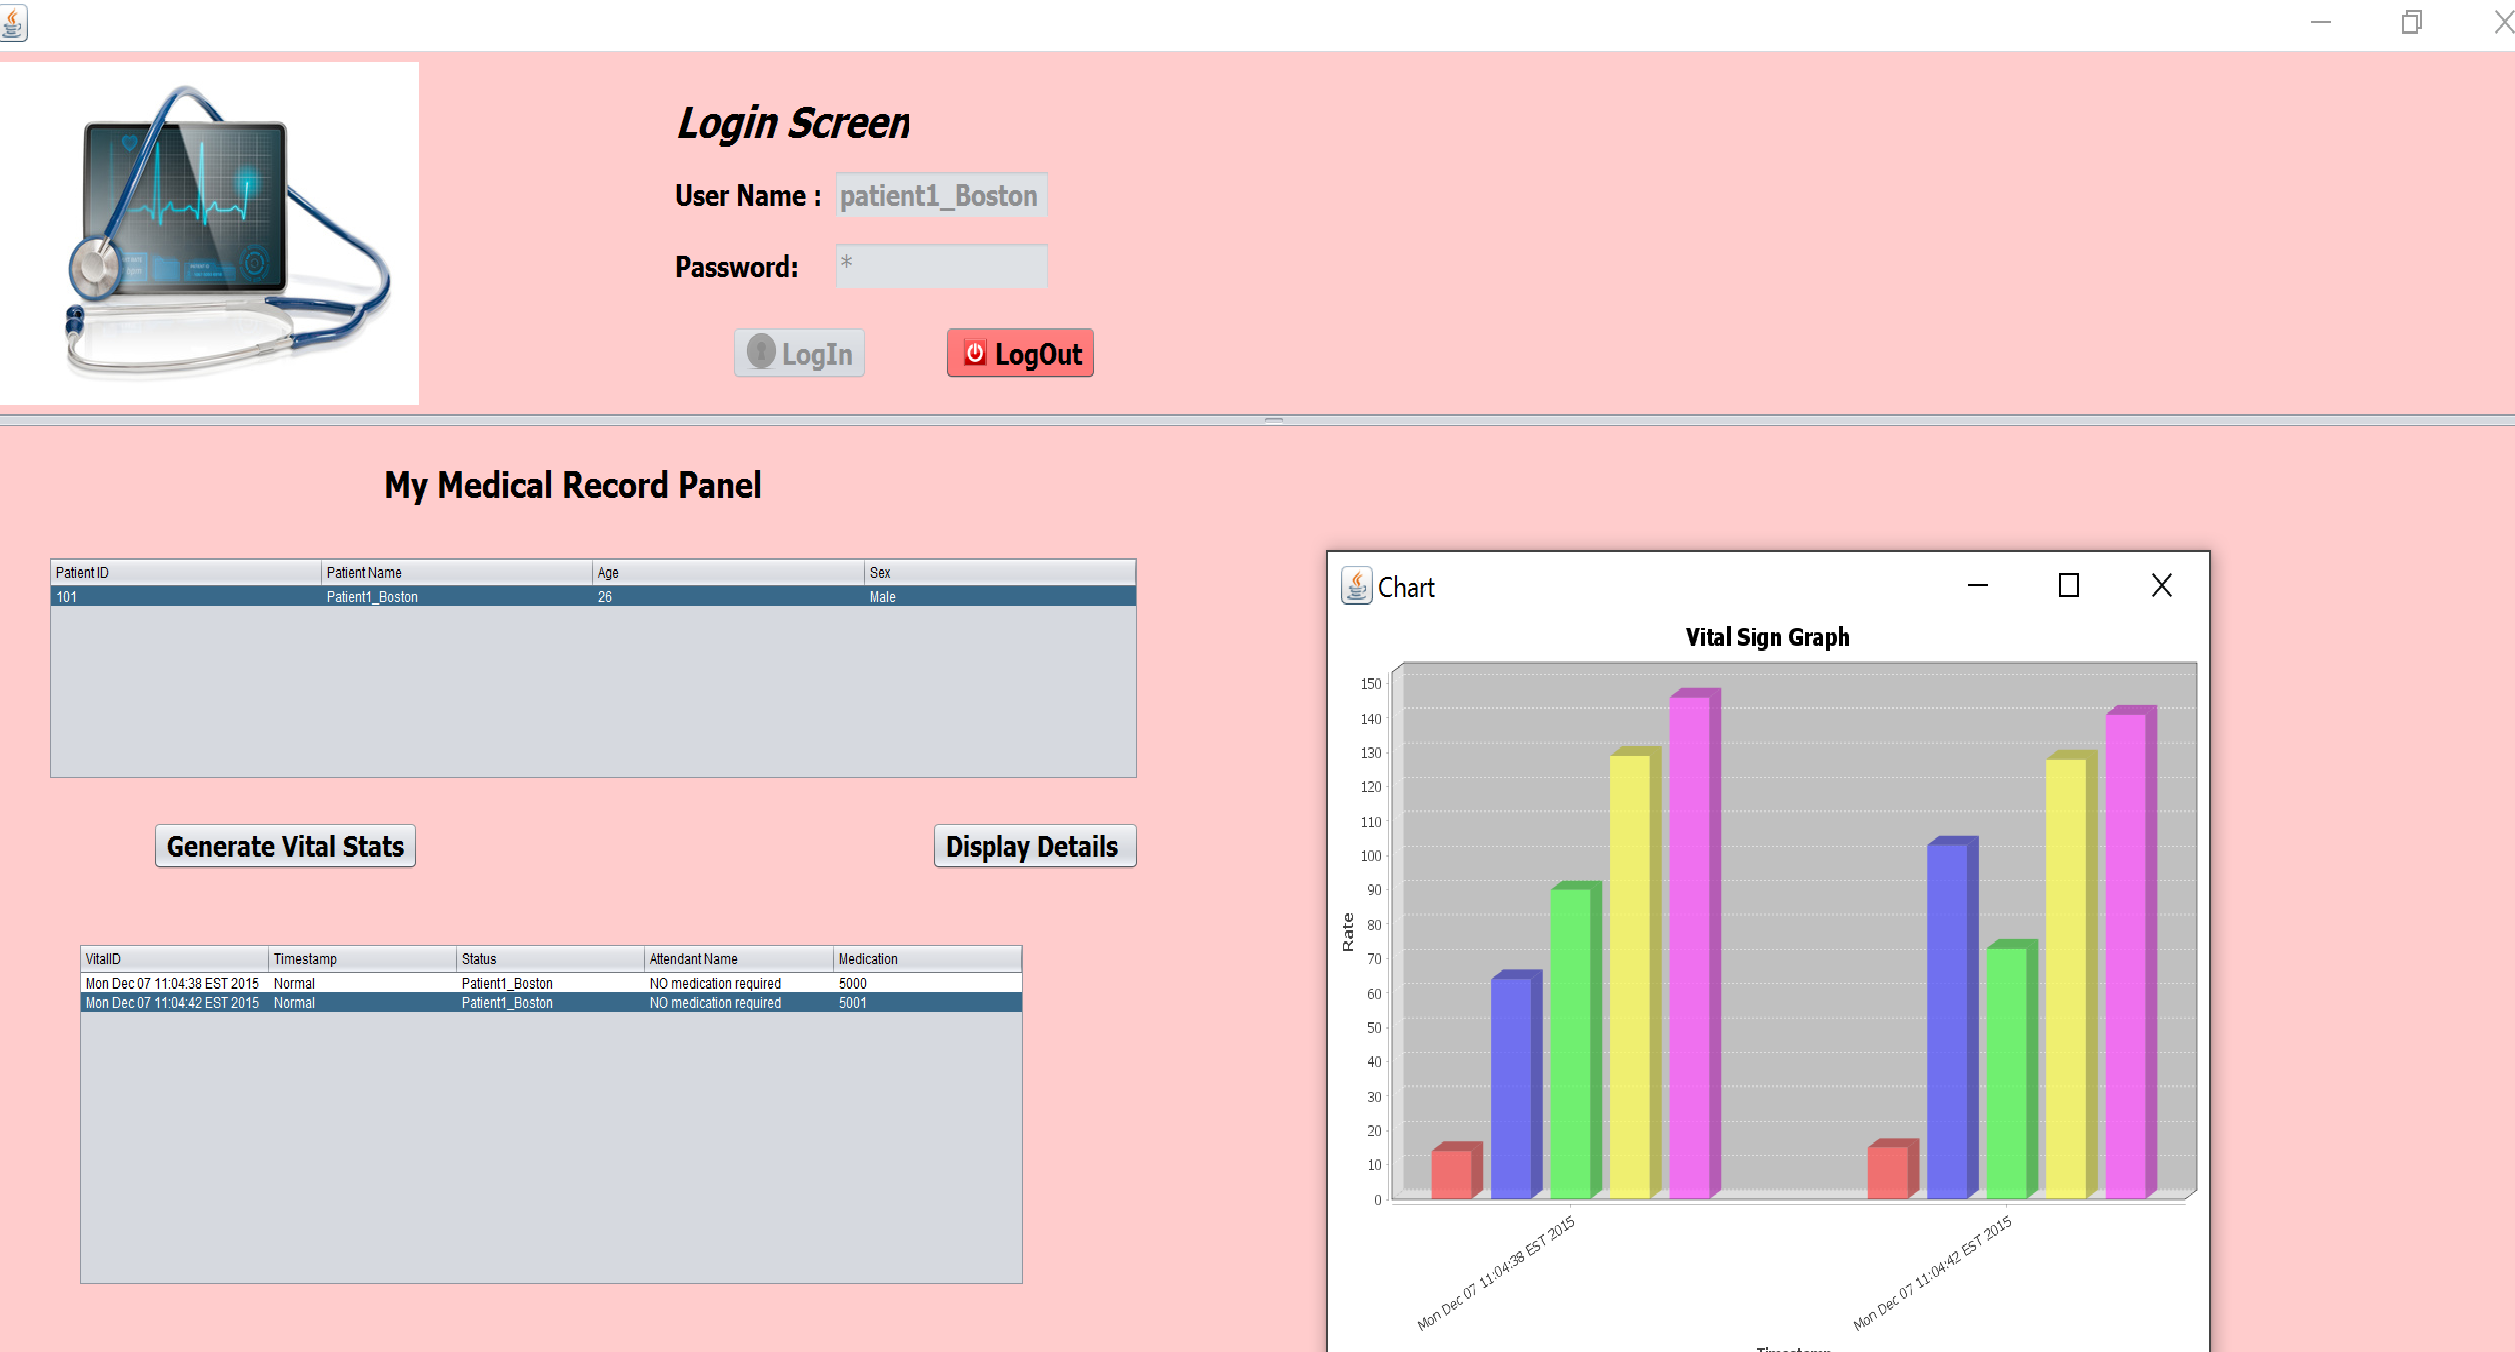 Login Screen
User Name : patient1_Boston
Password: *
LogIn LogOut
My Medical Record Panel
Patient ID Patient Name Age Sex
101 Patient1_Boston 26 Male
Generate Vital Stats Display Details
VitalID Timestamp Status Attendant Name Medication
Mon Dec 07 11:04:38 EST 2015 Normal Patient1_Boston NO medication required 5000
Mon Dec 07 11:04:42 EST 2015 Normal Patient1_Boston NO medication required 5001
Chart
Vital Sign Graph
150
140
130
120
110
100
90
80
70
60
50
40
30
20
10
0
Rate
Mon Dec 07 11:04:38 EST 2015
Mon Dec 07 11:04:42 EST 2015